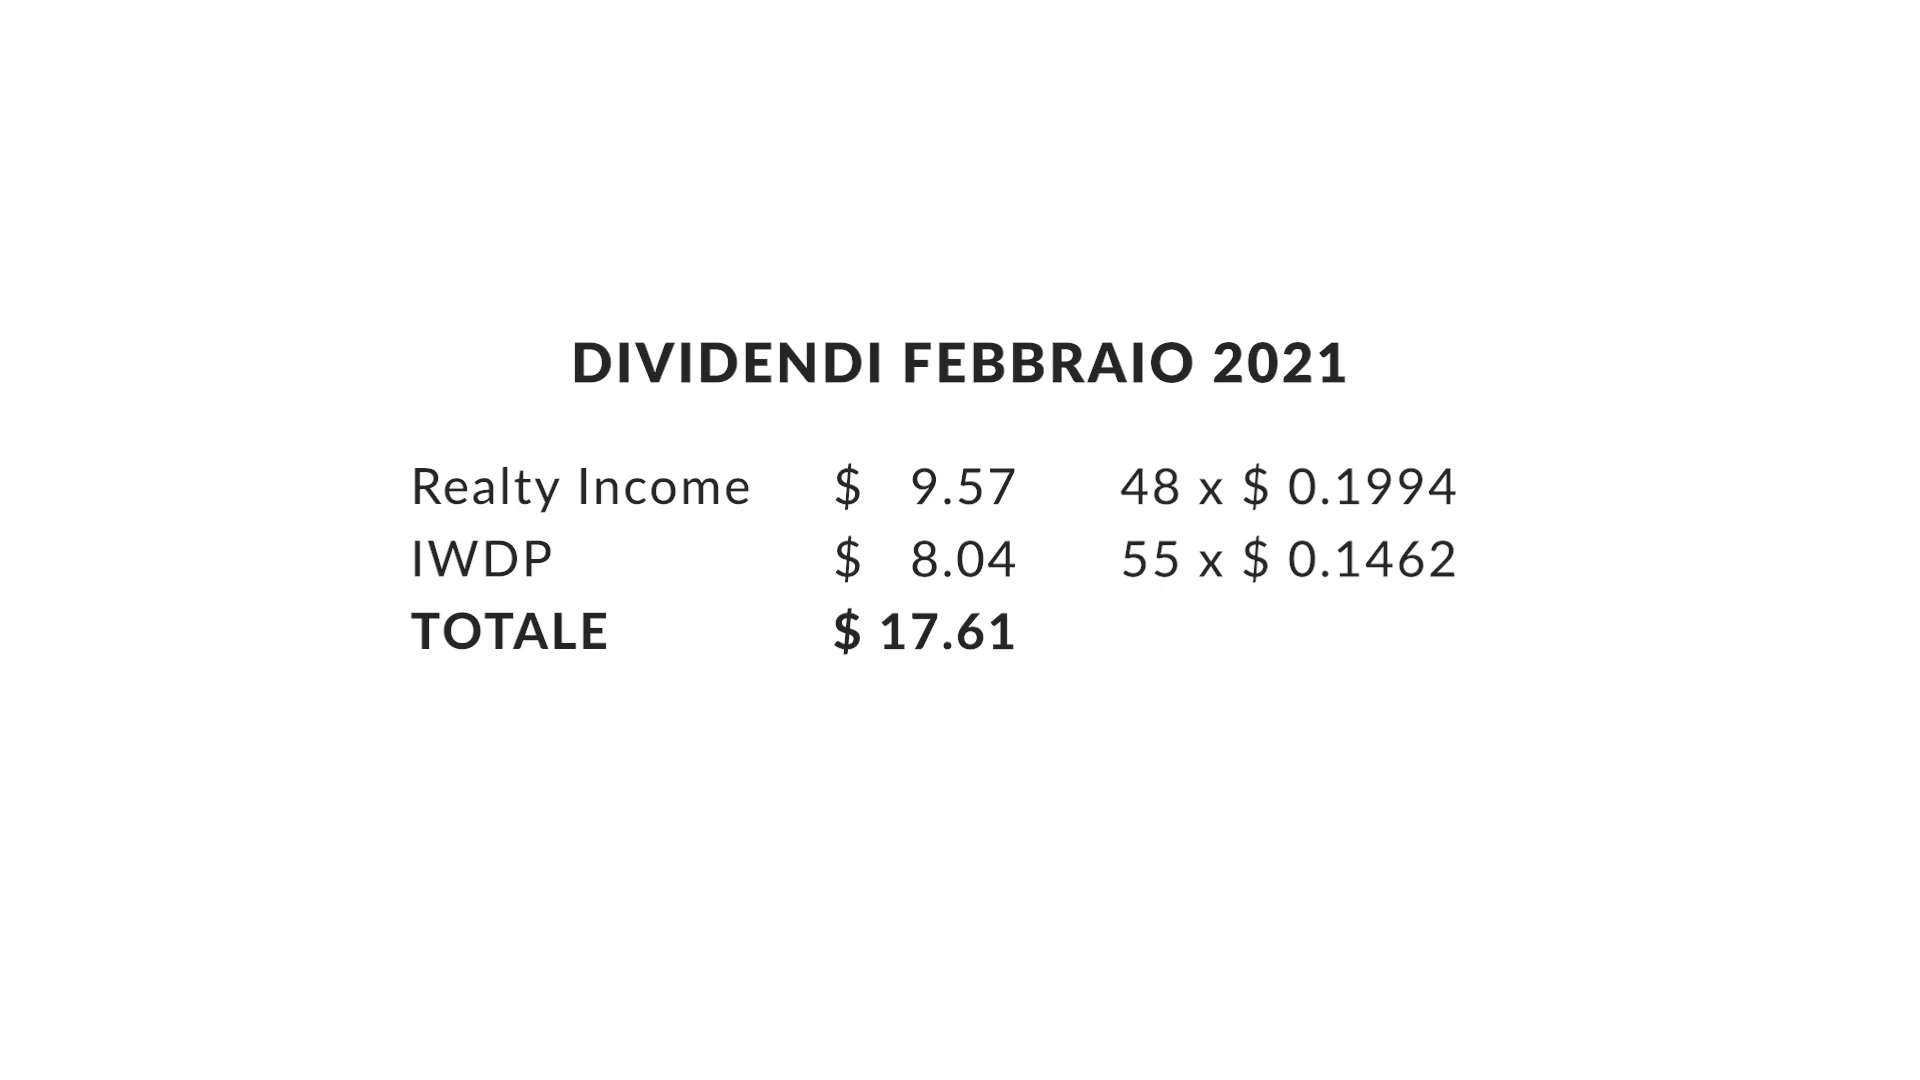 DIVIDENDI FEBBRAIO 2021
Realty Income $ 9.57 48 x $ 0.1994
IWDP $ 8.04 55 x $ 0.1462
TOTALE $ 17.61